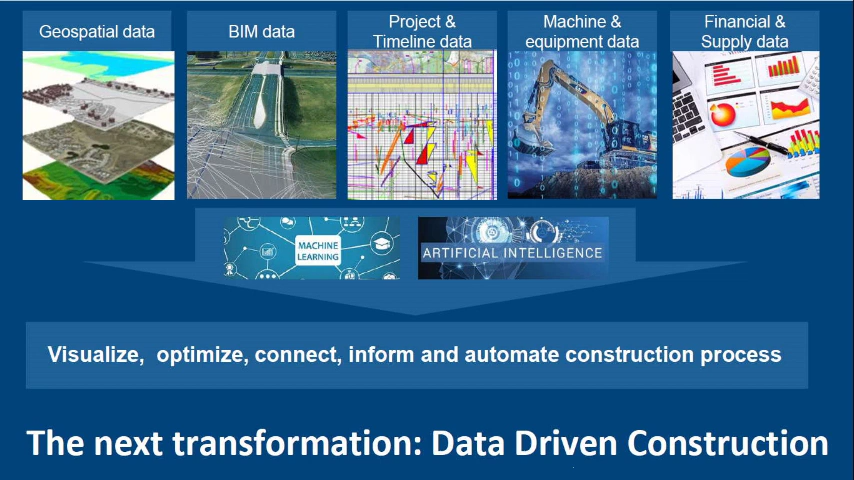 Geospatial data
BIM data
Project &
Timeline data
Machine &
equipment data
Financial &
Supply data
MACHINE
LEARNING
ARTIFICIAL INTELLIGENCE
Visualize, optimize, connect, inform and automate construction process
The next transformation: Data Driven Construction